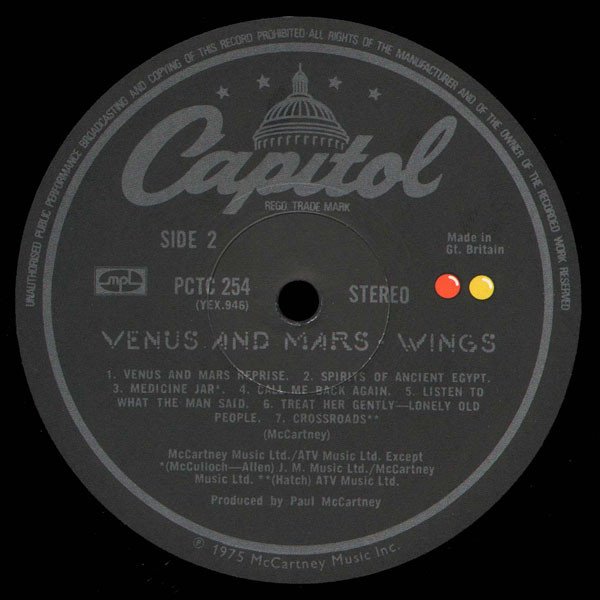 UNAUTHORISED PUBLIC PERFORMANCE BROADCASTING AND COPYING OF THIS RECORD PROHIBITED ALL RIGHTS OF THE MANUFACTURER AND OF THE OWNER OF THE RECORDED WORK RESERVED
Capitol
REGD. TRADE MARK
SIDE 2
Made in
Gt. Britain
mpl
PCTC 254
(YEX.946)
STEREO
VENUS AND MARS · WINGS
1. VENUS AND MARS REPRISE. 2. SPIRITS OF ANCIENT EGYPT.
3. MEDICINE JAR*. 4. CALL ME BACK AGAIN. 5. LISTEN TO
WHAT THE MAN SAID. 6. TREAT HER GENTLY—LONELY OLD
PEOPLE. 7. CROSSROADS**
(McCartney)
McCartney Music Ltd./ATV Music Ltd. Except
*(McCulloch—Allen) J. M. Music Ltd./McCartney
Music Ltd. **(Hatch) ATV Music Ltd.
Produced by Paul McCartney
℗ 1975 McCartney Music Inc.